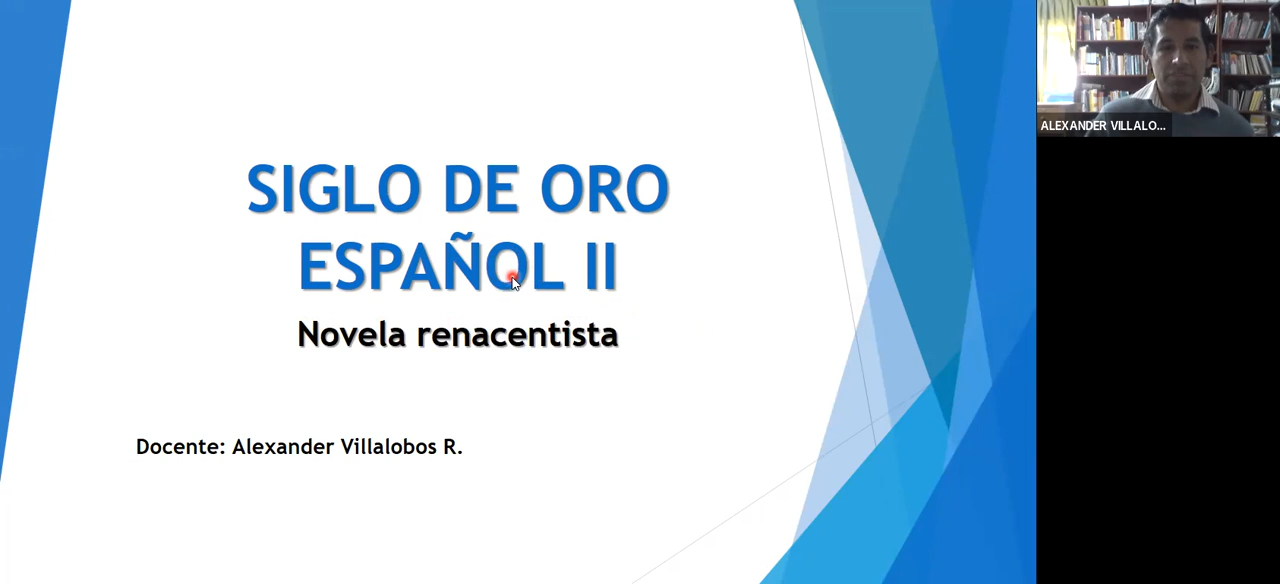 SIGLO DE ORO
ESPAÑOL II
Novela renacentista
Docente: Alexander Villalobos R.
ALEXANDER VILLALO...